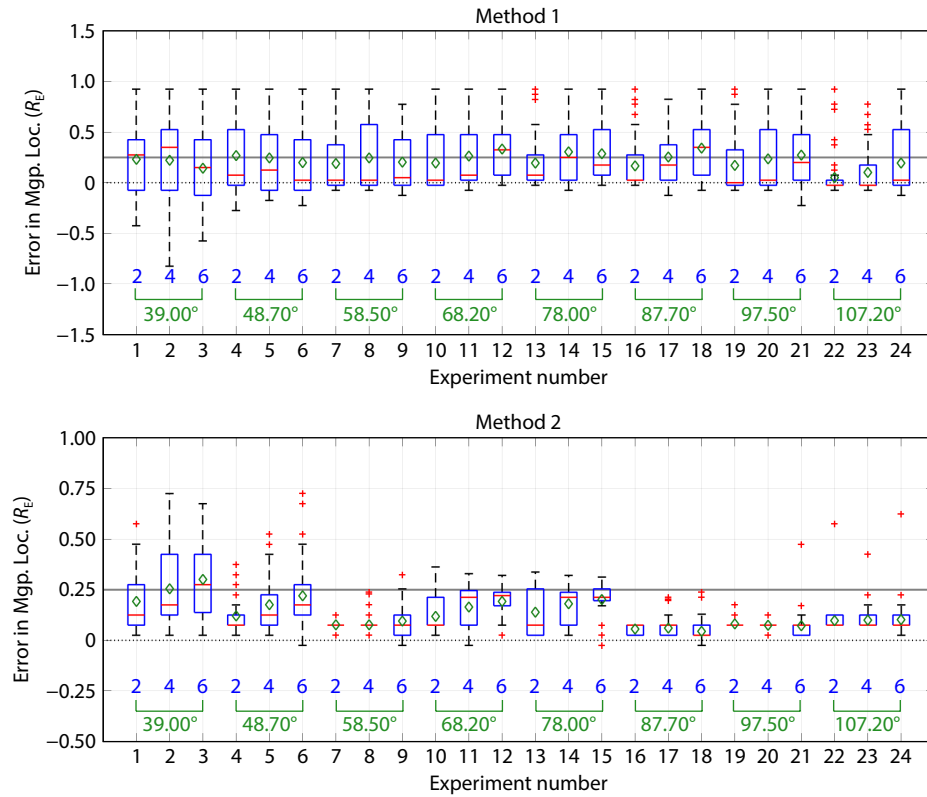 Method 1
1.5
1.0
0.5
0
−0.5
−1.0
−1.5
Error in Mgp. Loc. (RE)
2 4 6 2 4 6 2 4 6 2 4 6 2 4 6 2 4 6 2 4 6 2 4 6
39.00° 48.70° 58.50° 68.20° 78.00° 87.70° 97.50° 107.20°
1 2 3 4 5 6 7 8 9 10 11 12 13 14 15 16 17 18 19 20 21 22 23 24
Experiment number
Method 2
1.00
0.75
0.50
0.25
0
−0.25
−0.50
Error in Mgp. Loc. (RE)
2 4 6 2 4 6 2 4 6 2 4 6 2 4 6 2 4 6 2 4 6 2 4 6
39.00° 48.70° 58.50° 68.20° 78.00° 87.70° 97.50° 107.20°
1 2 3 4 5 6 7 8 9 10 11 12 13 14 15 16 17 18 19 20 21 22 23 24
Experiment number